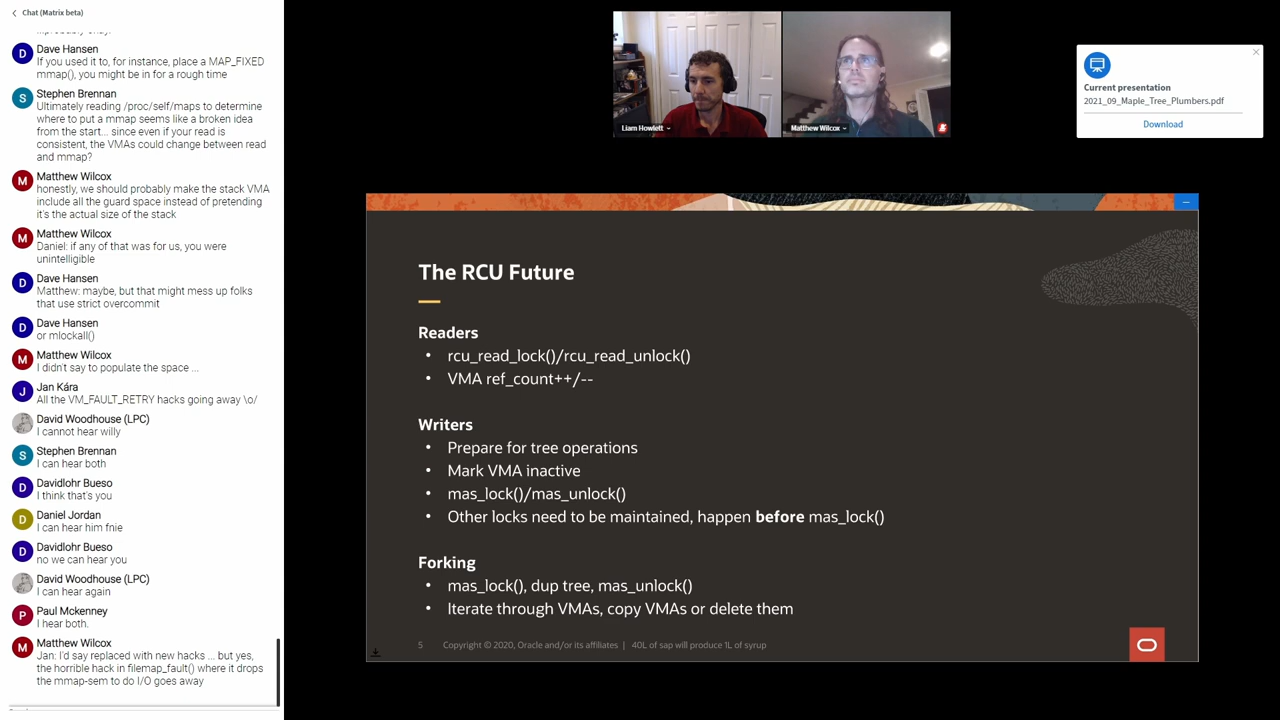 Chat (Matrix beta)
Dave Hansen
If you used it to, for instance, place a MAP_FIXED
mmap(), you might be in for a rough time
Stephen Brennan
Ultimately reading /proc/self/maps to determine
where to put a mmap seems like a broken idea
from the start... since even if your read is
consistent, the VMAs could change between read
and mmap?
Matthew Wilcox
honestly, we should probably make the stack VMA
include all the guard space instead of pretending
it's the actual size of the stack
Matthew Wilcox
Daniel: if any of that was for us, you were
unintelligible
Dave Hansen
Matthew: maybe, but that might mess up folks
that use strict overcommit
Dave Hansen
or mlockall()
Matthew Wilcox
I didn't say to populate the space ...
Jan Kára
All the VM_FAULT_RETRY hacks going away \o/
David Woodhouse (LPC)
I cannot hear willy
Stephen Brennan
I can hear both
Davidlohr Bueso
I think that's you
Daniel Jordan
I can hear him fnie
Davidlohr Bueso
no we can hear you
David Woodhouse (LPC)
I can hear again
Paul Mckenney
I hear both.
Matthew Wilcox
Jan: I'd say replaced with new hacks ... but yes,
the horrible hack in filemap_fault() where it drops
the mmap-sem to do I/O goes away
D
S
M
M
D
D
M
J
S
D
D
D
P
M
Liam Howlett
Matthew Wilcox
Current presentation
2021_09_Maple_Tree_Plumbers.pdf
Download
The RCU Future
Readers
• rcu_read_lock()/rcu_read_unlock()
• VMA ref_count++/--
Writers
• Prepare for tree operations
• Mark VMA inactive
• mas_lock()/mas_unlock()
• Other locks need to be maintained, happen before mas_lock()
Forking
• mas_lock(), dup tree, mas_unlock()
• Iterate through VMAs, copy VMAs or delete them
5 Copyright © 2020, Oracle and/or its affiliates | 40L of sap will produce 1L of syrup